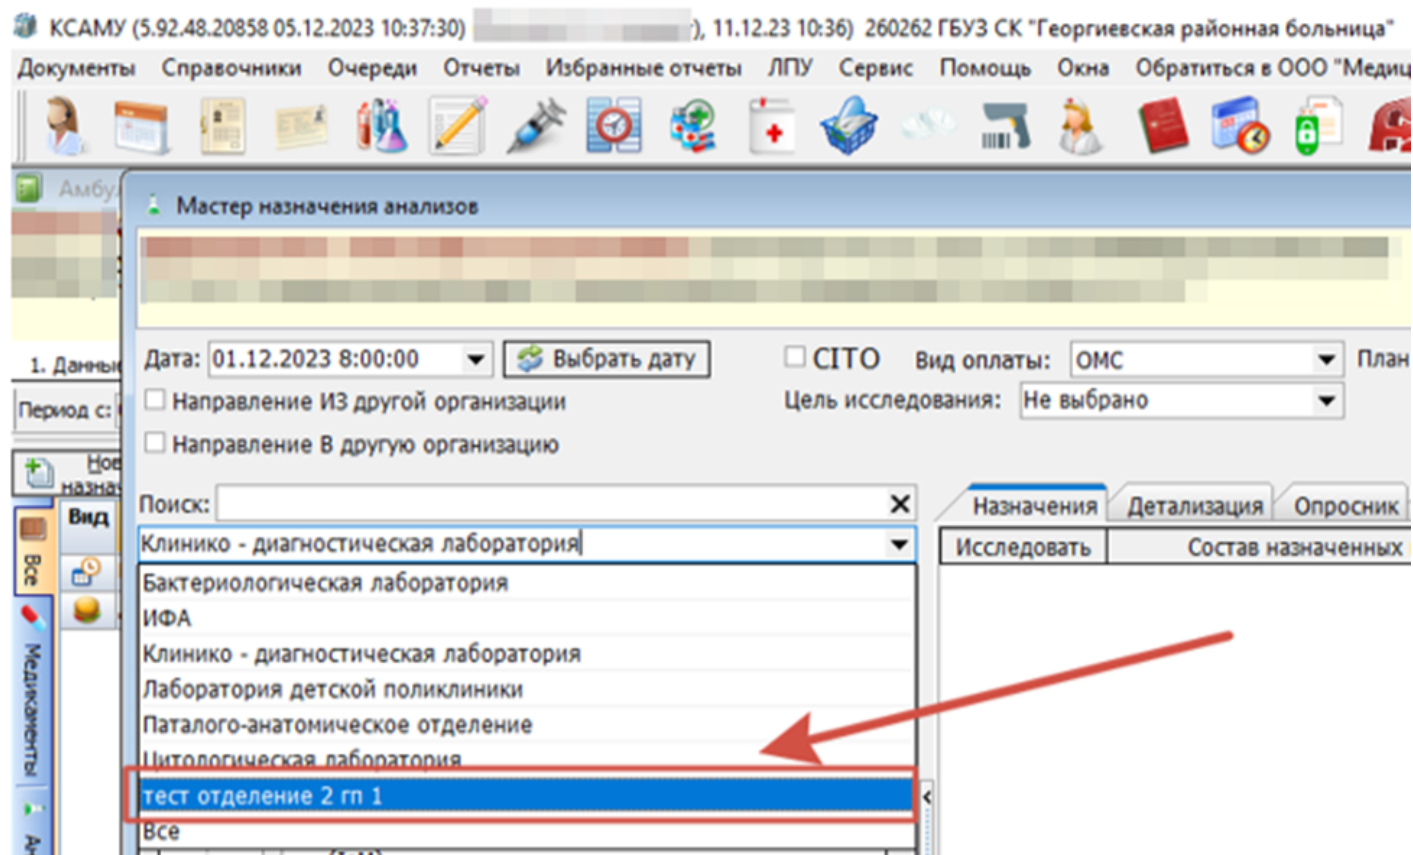 КСАМУ (5.92.48.20858 05.12.2023 10:37:30) ), 11.12.23 10:36) 260262 ГБУЗ СК "Георгиевская районная больница"
Документы Справочники Очереди Отчеты Избранные отчеты ЛПУ Сервис Помощь Окна Обратиться в ООО "Медиц
Амбу
Мастер назначения анализов
1. Данные Дата: 01.12.2023 8:00:00 Выбрать дату CITO Вид оплаты: ОМС План
Период с: Направление ИЗ другой организации Цель исследования: Не выбрано
Направление В другую организацию
Нов
назнач
Поиск: Назначения Детализация Опросник
Вид
Клинико - диагностическая лаборатория Исследовать Состав назначенных
Все
Бактериологическая лаборатория
ИФА
Клинико - диагностическая лаборатория
Медикаменты
Лаборатория детской поликлиники
Паталого-анатомическое отделение
Цитологическая лаборатория
тест отделение 2 гп 1
Ан
Все